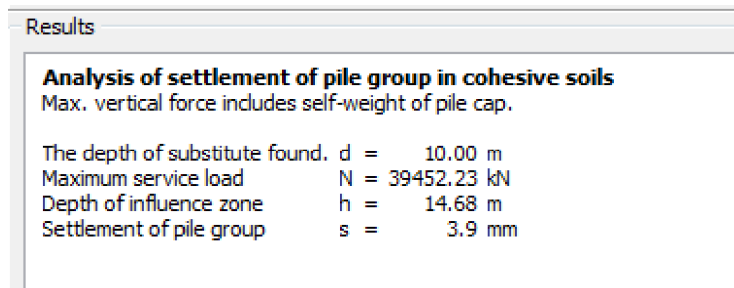 Results
Analysis of settlement of pile group in cohesive soils
Max. vertical force includes self-weight of pile cap.
The depth of substitute found. d = 10.00 m
Maximum service load N = 39452.23 kN
Depth of influence zone h = 14.68 m
Settlement of pile group s = 3.9 mm